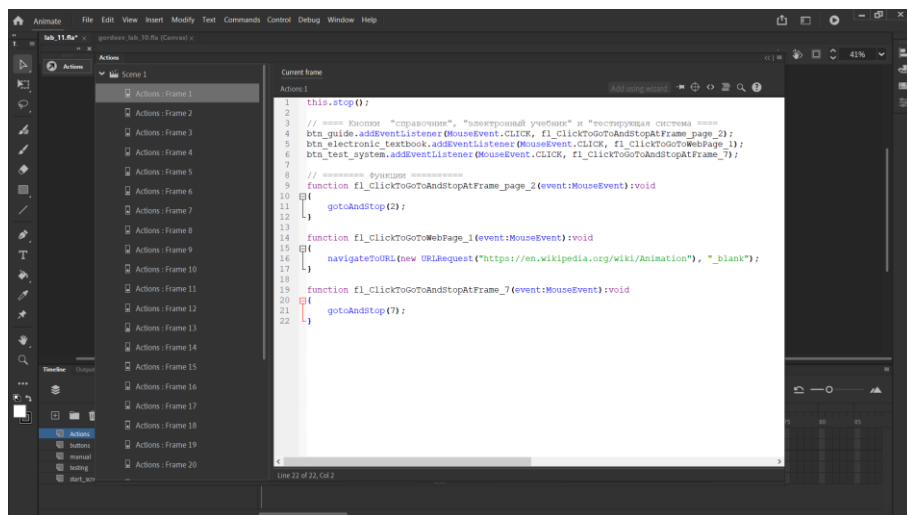 Animate File Edit View Insert Modify Text Commands Control Debug Window Help
lab_11.fla* × gordeev_lab_10.fla (Canvas) ×
Actions 41%
Actions
Scene 1
Actions : Frame 1
Actions : Frame 2
Actions : Frame 3
Actions : Frame 4
Actions : Frame 5
Actions : Frame 6
Actions : Frame 7
Actions : Frame 8
Actions : Frame 9
Actions : Frame 10
Actions : Frame 11
Actions : Frame 12
Actions : Frame 13
Actions : Frame 14
Actions : Frame 15
Actions : Frame 16
Actions : Frame 17
Actions : Frame 18
Actions : Frame 19
Actions : Frame 20
Current frame
Actions:1 Add using wizard
1 this.stop();
2
3 // ==== Кнопки "справочник", "электронный учебник" и "тестирующая система" ====
4 btn_guide.addEventListener(MouseEvent.CLICK, fl_ClickToGoToAndStopAtFrame_page_2);
5 btn_electronic_textbook.addEventListener(MouseEvent.CLICK, fl_ClickToGoToWebPage_1);
6 btn_test_system.addEventListener(MouseEvent.CLICK, fl_ClickToGoToAndStopAtFrame_7);
7
8 // ======== Функции ==========
9 function fl_ClickToGoToAndStopAtFrame_page_2(event:MouseEvent):void
10 {
11 gotoAndStop(2);
12 }
13
14 function fl_ClickToGoToWebPage_1(event:MouseEvent):void
15 {
16 navigateToURL(new URLRequest("https://en.wikipedia.org/wiki/Animation"), "_blank");
17 }
18
19 function fl_ClickToGoToAndStopAtFrame_7(event:MouseEvent):void
20 {
21 gotoAndStop(7);
22 }
Line 22 of 22, Col 2
Timeline Output
Actions
buttons
manual
testing
80 85